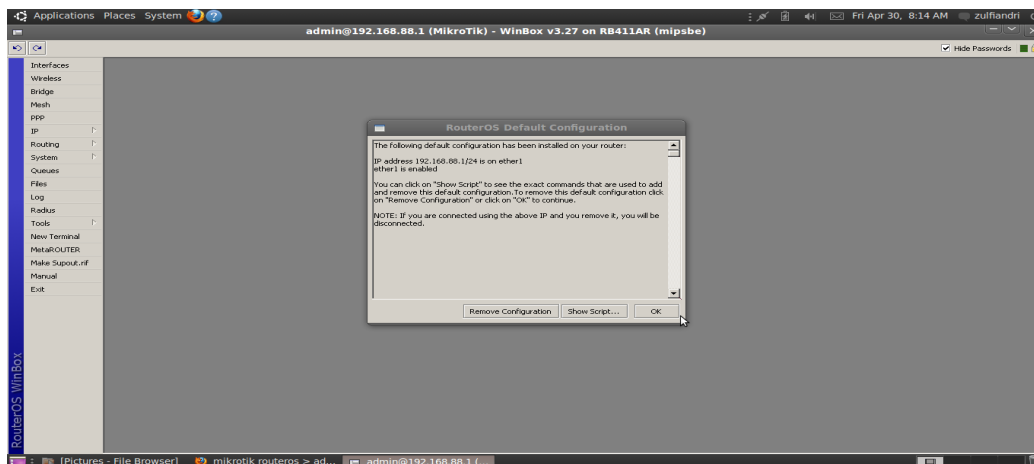 Applications Places System
Fri Apr 30, 8:14 AM zulfiandri
admin@192.168.88.1 (MikroTik) - WinBox v3.27 on RB411AR (mipsbe)
Hide Passwords
Interfaces
Wireless
Bridge
Mesh
PPP
IP
Routing
System
Queues
Files
Log
Radius
Tools
New Terminal
MetaROUTER
Make Supout.rif
Manual
Exit
RouterOS WinBox
RouterOS Default Configuration
The following default configuration has been installed on your router:
IP address 192.168.88.1/24 is on ether1
ether1 is enabled
You can click on "Show Script" to see the exact commands that are used to add
and remove this default configuration.To remove this default configuration click
on "Remove Configuration" or click on "OK" to continue.
NOTE: If you are connected using the above IP and you remove it, you will be
disconnected.
Remove Configuration Show Script... OK
[Pictures - File Browser] mikrotik routeros > ad... admin@192.168.88.1 (...